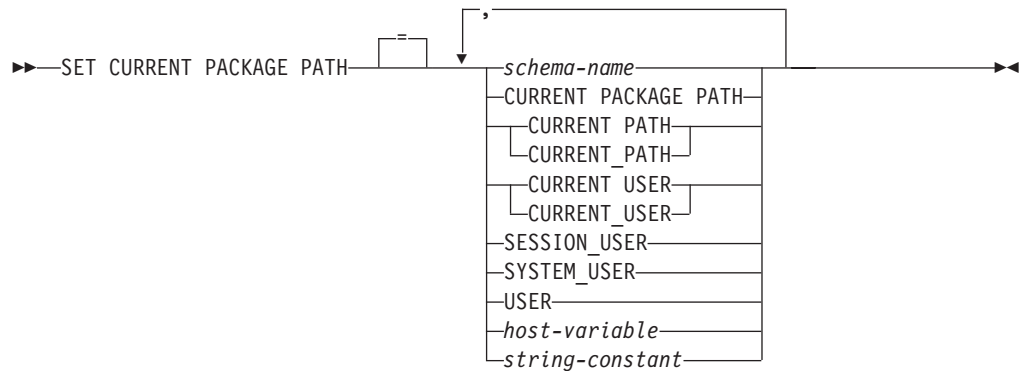 ,
=
SET CURRENT PACKAGE PATH schema-name
CURRENT PACKAGE PATH
CURRENT PATH
CURRENT_PATH
CURRENT USER
CURRENT_USER
SESSION_USER
SYSTEM_USER
USER
host-variable
string-constant